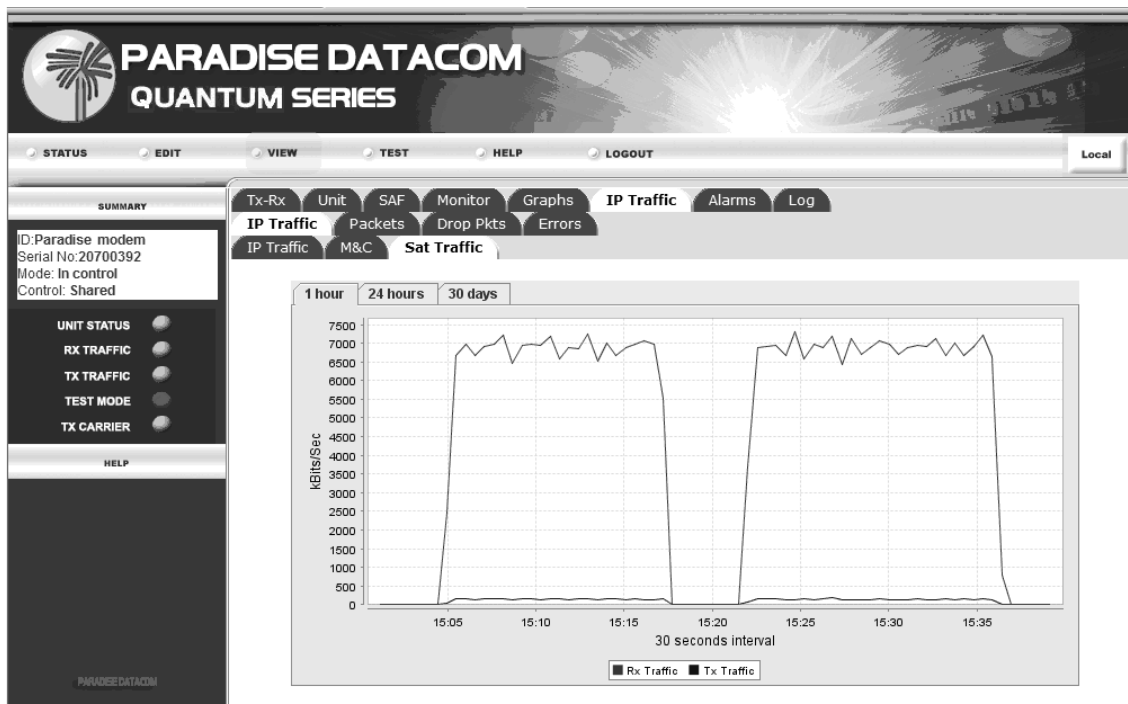 PARADISE DATACOM
QUANTUM SERIES
STATUS EDIT VIEW TEST HELP LOGOUT Local
SUMMARY
ID:Paradise modem
Serial No:20700392
Mode: In control
Control: Shared
UNIT STATUS
RX TRAFFIC
TX TRAFFIC
TEST MODE
TX CARRIER
HELP
PARADISE DATACOM
Tx-Rx Unit SAF Monitor Graphs IP Traffic Alarms Log
IP Traffic Packets Drop Pkts Errors
IP Traffic M&C Sat Traffic
1 hour 24 hours 30 days
kBits/Sec
7500
7000
6500
6000
5500
5000
4500
4000
3500
3000
2500
2000
1500
1000
500
0
15:05 15:10 15:15 15:20 15:25 15:30 15:35
30 seconds interval
Rx Traffic Tx Traffic